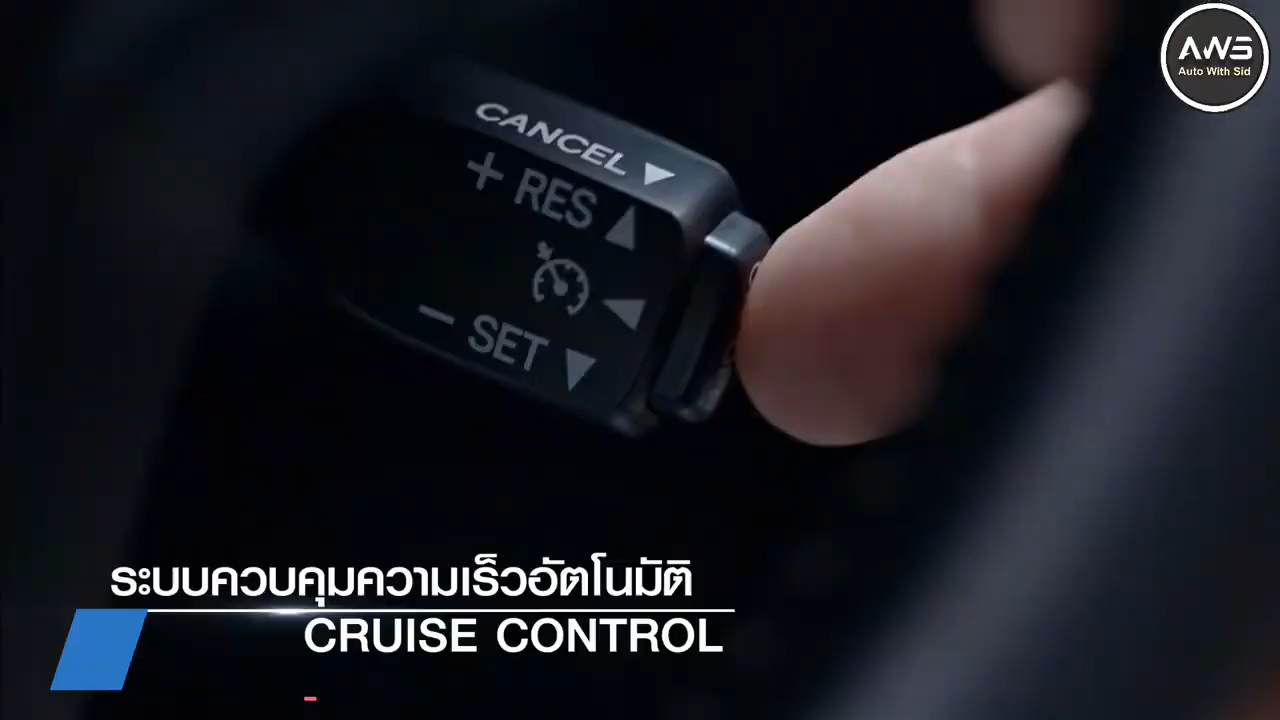 AWS
Auto With Sid
CANCEL
+ RES
- SET
ระบบควบคุมความเร็วอัตโนมัติ
CRUISE CONTROL